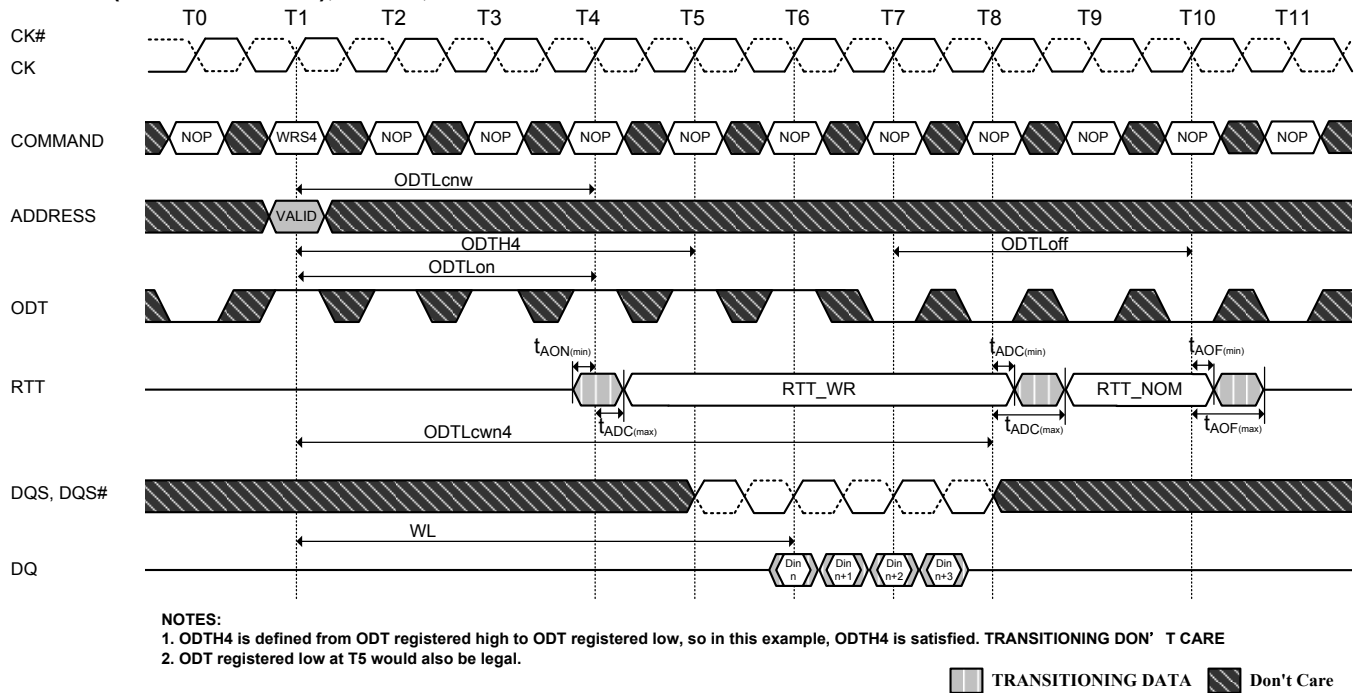 T0 T1 T2 T3 T4 T5 T6 T7 T8 T9 T10 T11
CK#
CK
COMMAND
NOP WRS4 NOP NOP NOP NOP NOP NOP NOP NOP NOP NOP
ODTLcnw
ADDRESS
VALID
ODTH4 ODTLoff
ODTLon
ODT
tAON(min) tADC(min) tAOF(min)
RTT
RTT_WR RTT_NOM
tADC(max) tADC(max) tAOF(max)
ODTLcwn4
DQS, DQS#
WL
DQ
Din n Din n+1 Din n+2 Din n+3
NOTES:
1. ODTH4 is defined from ODT registered high to ODT registered low, so in this example, ODTH4 is satisfied. TRANSITIONING DON’ T CARE
2. ODT registered low at T5 would also be legal.
TRANSITIONING DATA Don't Care